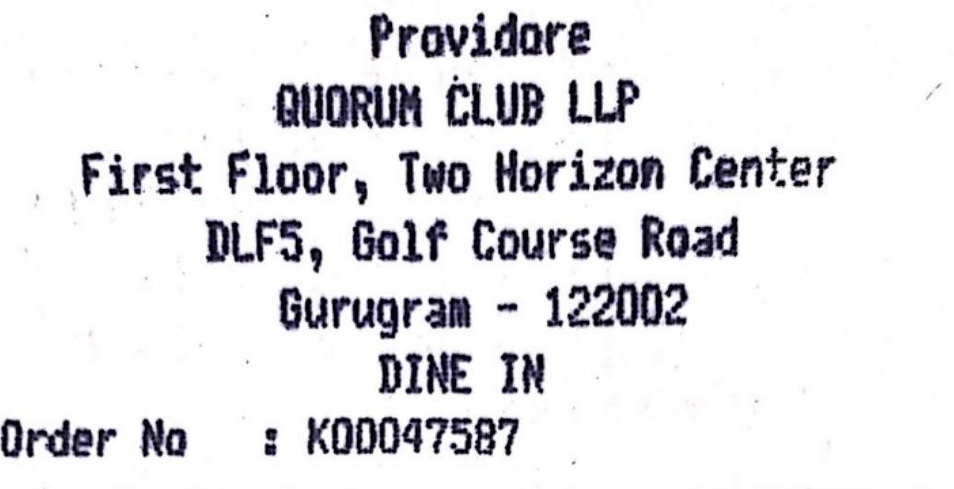 Providore
QUORUM CLUB LLP
First Floor, Two Horizon Center
DLF5, Golf Course Road
Gurugram - 122002
DINE IN
Order No : K00047587